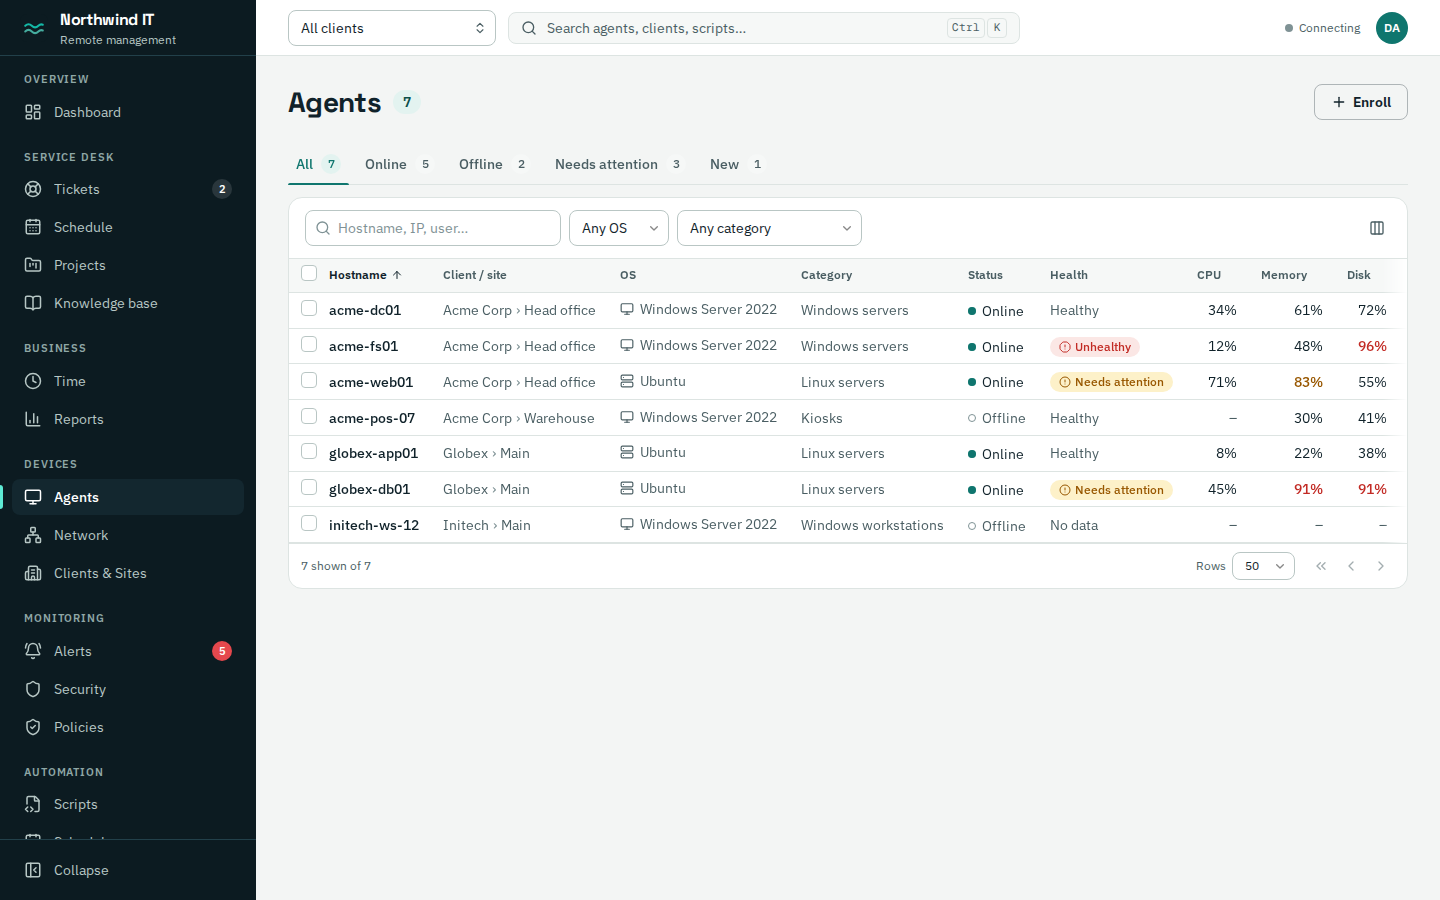 Northwind IT
Remote management
OVERVIEW
Dashboard
SERVICE DESK
Tickets 2
Schedule
Projects
Knowledge base
BUSINESS
Time
Reports
DEVICES
Agents
Network
Clients & Sites
MONITORING
Alerts 5
Security
Policies
AUTOMATION
Scripts
Collapse
All clients
Search agents, clients, scripts...
Ctrl K
Connecting
DA
Agents 7
Enroll
All 7 Online 5 Offline 2 Needs attention 3 New 1
Hostname, IP, user... Any OS Any category
Hostname Client / site OS Category Status Health CPU Memory Disk
acme-dc01 Acme Corp › Head office Windows Server 2022 Windows servers Online Healthy 34% 61% 72%
acme-fs01 Acme Corp › Head office Windows Server 2022 Windows servers Online Unhealthy 12% 48% 96%
acme-web01 Acme Corp › Head office Ubuntu Linux servers Online Needs attention 71% 83% 55%
acme-pos-07 Acme Corp › Warehouse Windows Server 2022 Kiosks Offline Healthy – 30% 41%
globex-app01 Globex › Main Ubuntu Linux servers Online Healthy 8% 22% 38%
globex-db01 Globex › Main Ubuntu Linux servers Online Needs attention 45% 91% 91%
initech-ws-12 Initech › Main Windows Server 2022 Windows workstations Offline No data – – –
7 shown of 7
Rows 50